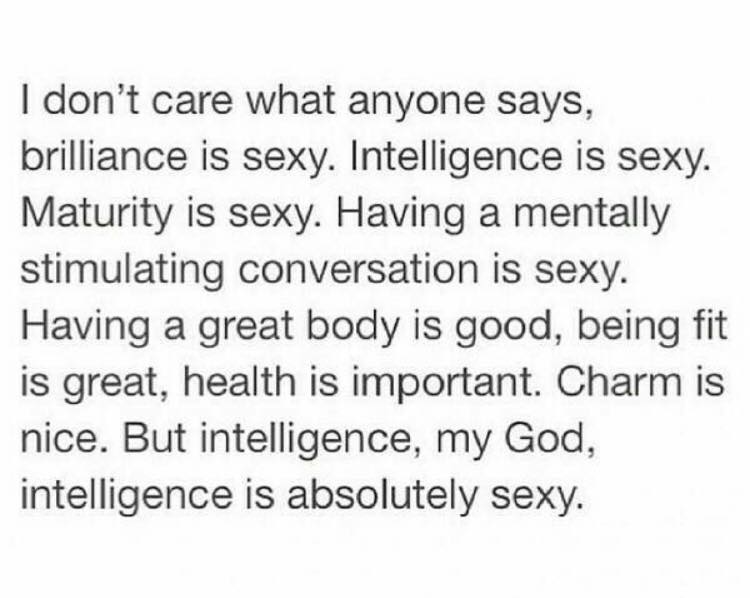 I don't care what anyone says,
brilliance is sexy. Intelligence is sexy.
Maturity is sexy. Having a mentally
stimulating conversation is sexy.
Having a great body is good, being fit
is great, health is important. Charm is
nice. But intelligence, my God,
intelligence is absolutely sexy.